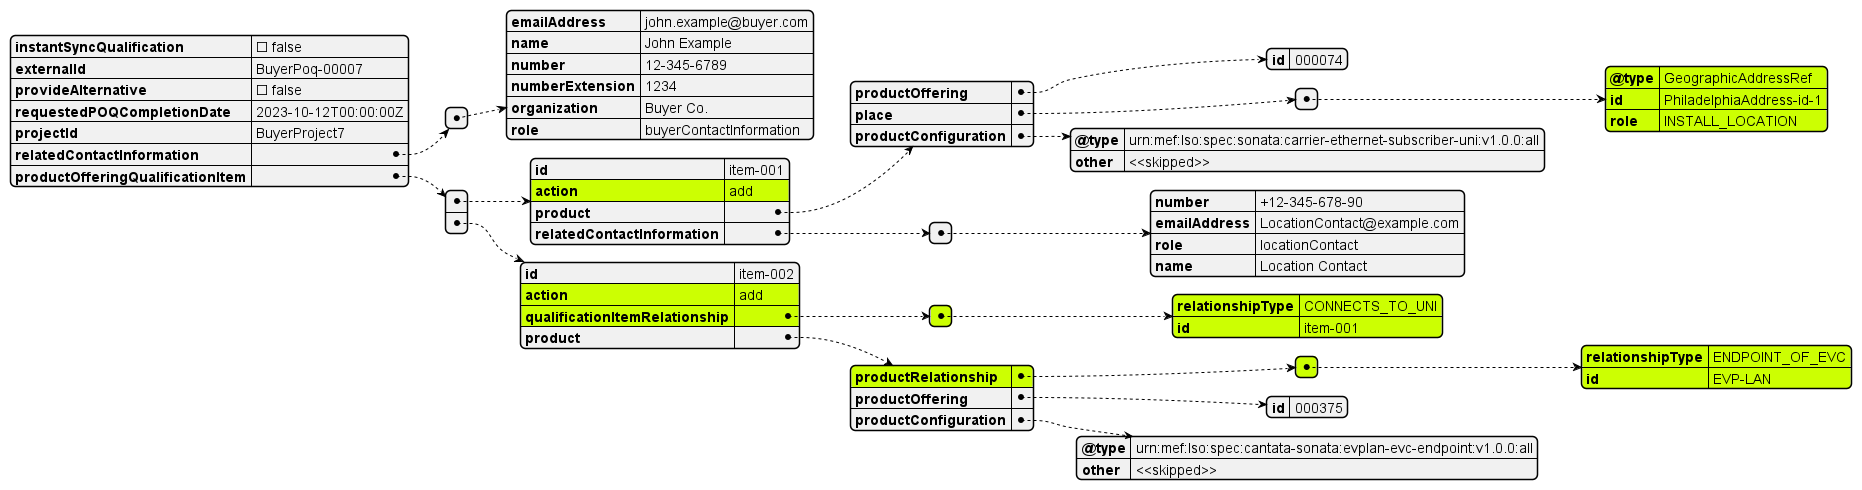 instantSyncQualification ☐ false
externalId BuyerPoq-00007
provideAlternative ☐ false
requestedPOQCompletionDate 2023-10-12T00:00:00Z
projectId BuyerProject7
relatedContactInformation
productOfferingQualificationItem
emailAddress john.example@buyer.com
name John Example
number 12-345-6789
numberExtension 1234
organization Buyer Co.
role buyerContactInformation
id item-001
action add
product
relatedContactInformation
id item-002
action add
qualificationItemRelationship
product
productOffering
place
productConfiguration
id 000074
@type GeographicAddressRef
id PhiladelphiaAddress-id-1
role INSTALL_LOCATION
@type urn:mef:lso:spec:sonata:carrier-ethernet-subscriber-uni:v1.0.0:all
other <<skipped>>
number +12-345-678-90
emailAddress LocationContact@example.com
role locationContact
name Location Contact
relationshipType CONNECTS_TO_UNI
id item-001
productRelationship
productOffering
productConfiguration
relationshipType ENDPOINT_OF_EVC
id EVP-LAN
id 000375
@type urn:mef:lso:spec:cantata-sonata:evplan-evc-endpoint:v1.0.0:all
other <<skipped>>